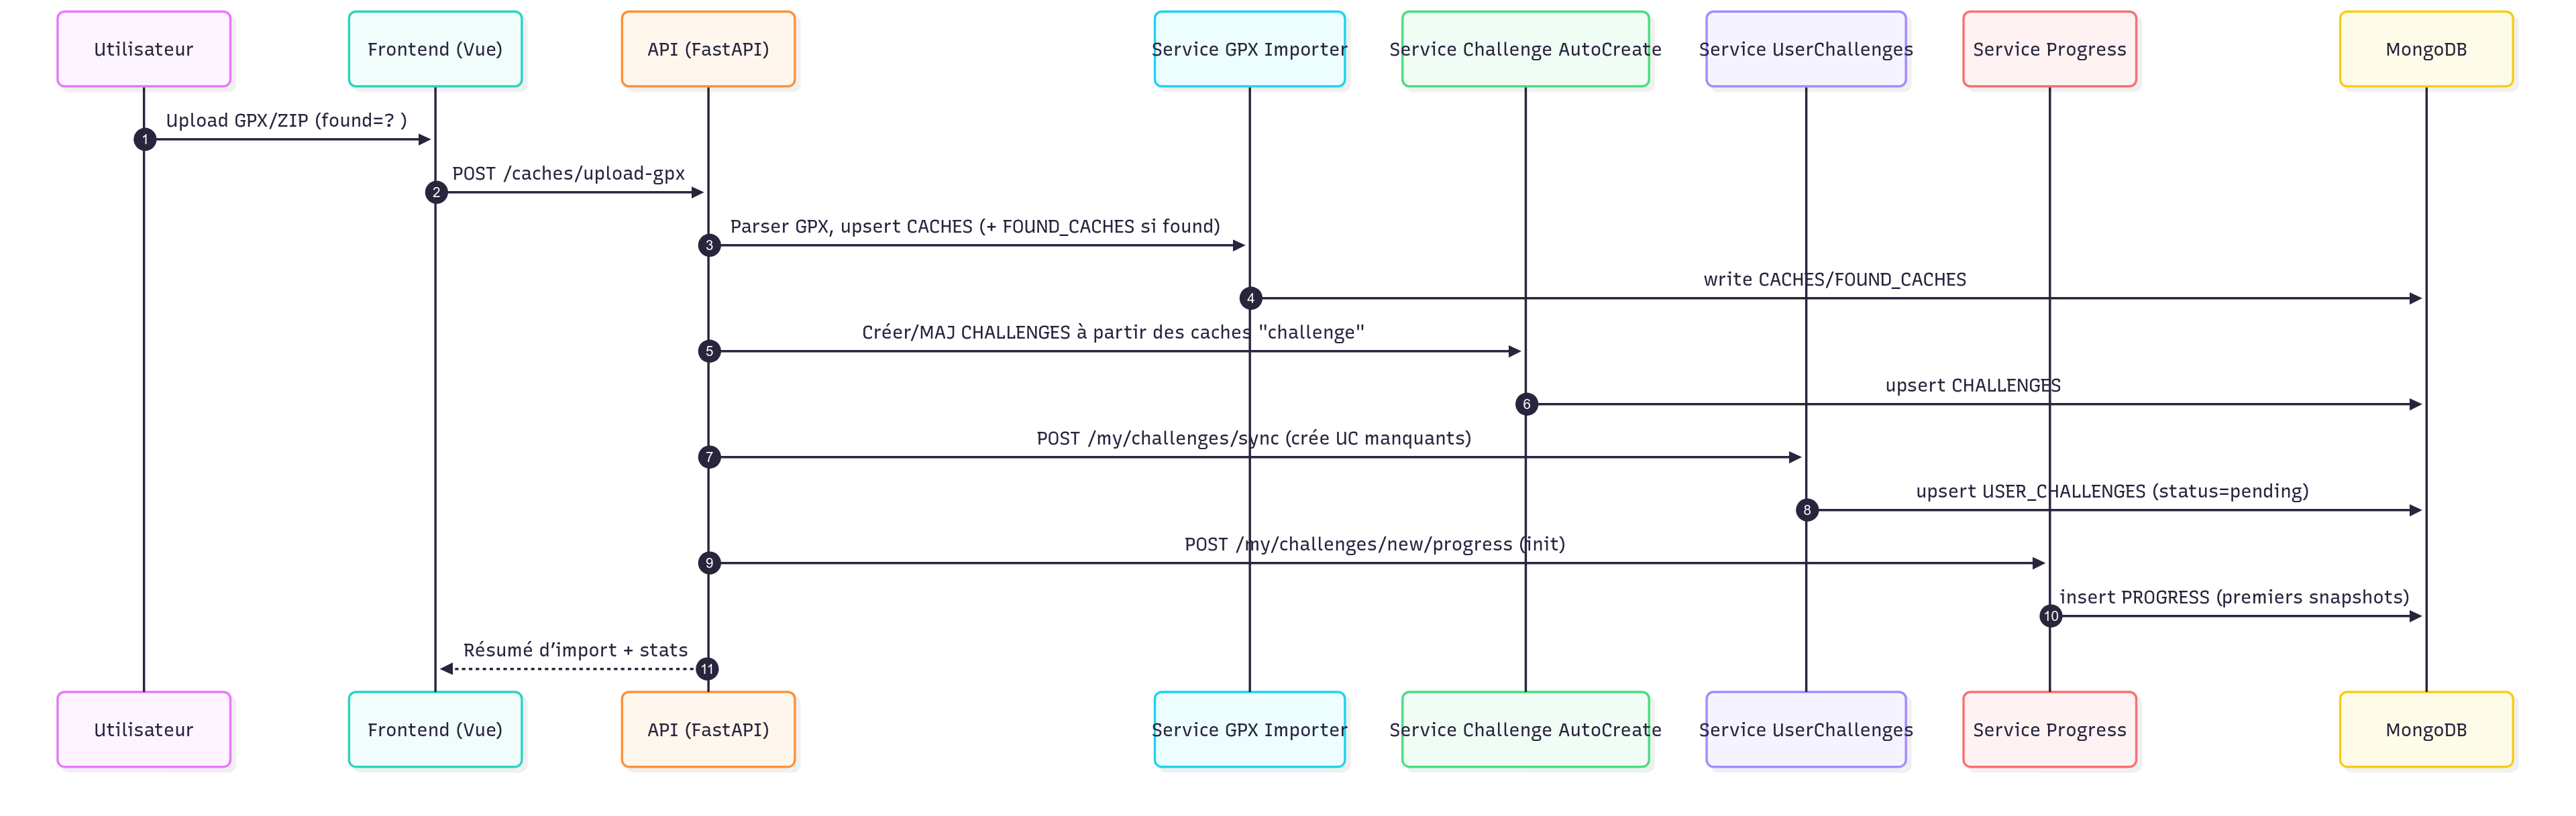 Utilisateur
Frontend (Vue)
API (FastAPI)
Service GPX Importer
Service Challenge AutoCreate
Service UserChallenges
Service Progress
MongoDB
Upload GPX/ZIP (found=? )
1
POST /caches/upload-gpx
2
Parser GPX, upsert CACHES (+ FOUND_CACHES si found)
3
write CACHES/FOUND_CACHES
4
Créer/MAJ CHALLENGES à partir des caches "challenge"
5
upsert CHALLENGES
6
POST /my/challenges/sync (crée UC manquants)
7
upsert USER_CHALLENGES (status=pending)
8
POST /my/challenges/new/progress (init)
9
insert PROGRESS (premiers snapshots)
10
Résumé d’import + stats
11
Utilisateur
Frontend (Vue)
API (FastAPI)
Service GPX Importer
Service Challenge AutoCreate
Service UserChallenges
Service Progress
MongoDB